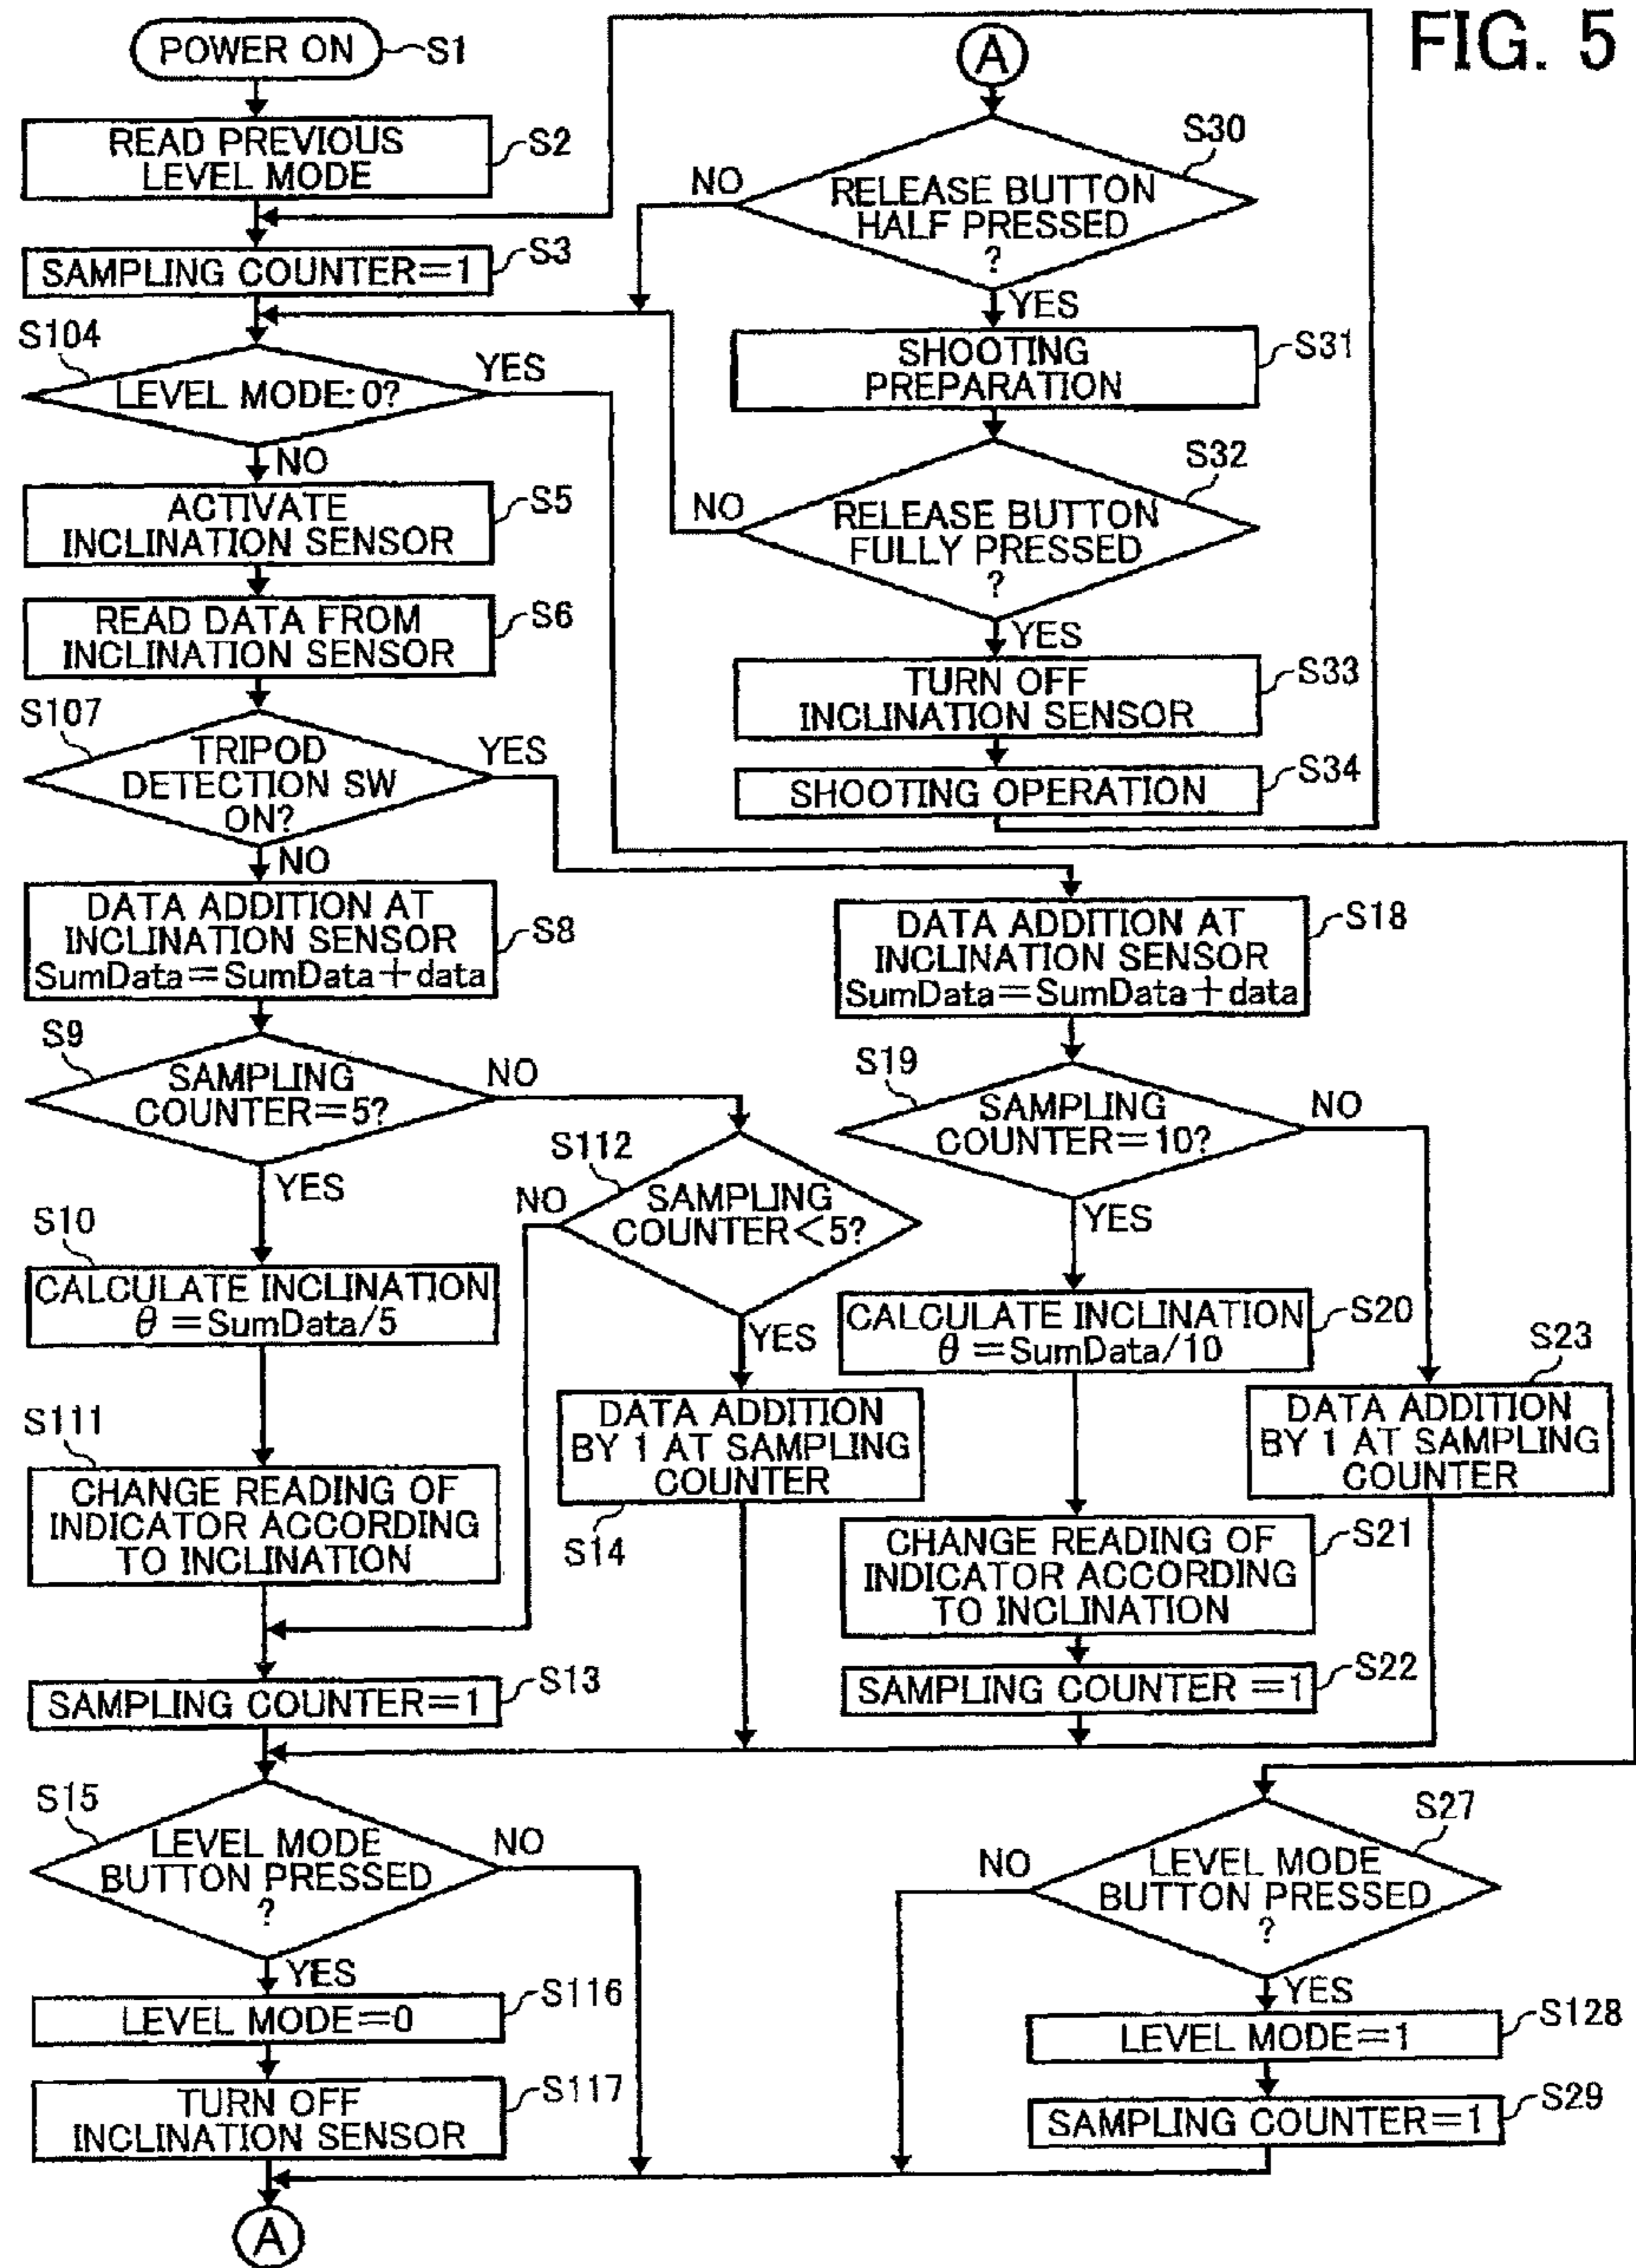 FIG. 5
POWER ON
S1
READ PREVIOUS
LEVEL MODE
S2
SAMPLING COUNTER=1
S3
S104
LEVEL MODE:0?
YES
NO
ACTIVATE
INCLINATION SENSOR
S5
READ DATA FROM
INCLINATION SENSOR
S6
S107
TRIPOD
DETECTION SW
ON?
YES
NO
DATA ADDITION AT
INCLINATION SENSOR
SumData=SumData+data
S8
S9
SAMPLING
COUNTER=5?
NO
YES
S10
CALCULATE INCLINATION
θ=SumData/5
S111
CHANGE READING OF
INDICATOR ACCORDING
TO INCLINATION
SAMPLING COUNTER=1
S13
S112
SAMPLING
COUNTER<5?
NO
YES
DATA ADDITION
BY 1 AT SAMPLING
COUNTER
S14
S15
LEVEL MODE
BUTTON PRESSED
?
NO
YES
LEVEL MODE=0
S116
TURN OFF
INCLINATION SENSOR
S117
A
A
S30
RELEASE BUTTON
HALF PRESSED
?
NO
YES
SHOOTING
PREPARATION
S31
S32
RELEASE BUTTON
FULLY PRESSED
?
NO
YES
TURN OFF
INCLINATION SENSOR
S33
SHOOTING OPERATION
S34
DATA ADDITION AT
INCLINATION SENSOR
SumData=SumData+data
S18
S19
SAMPLING
COUNTER=10?
NO
YES
CALCULATE INCLINATION
θ=SumData/10
S20
CHANGE READING OF
INDICATOR ACCORDING
TO INCLINATION
S21
SAMPLING COUNTER =1
S22
S23
DATA ADDITION
BY 1 AT SAMPLING
COUNTER
S27
LEVEL MODE
BUTTON PRESSED
?
NO
YES
LEVEL MODE=1
S128
SAMPLING COUNTER=1
S29